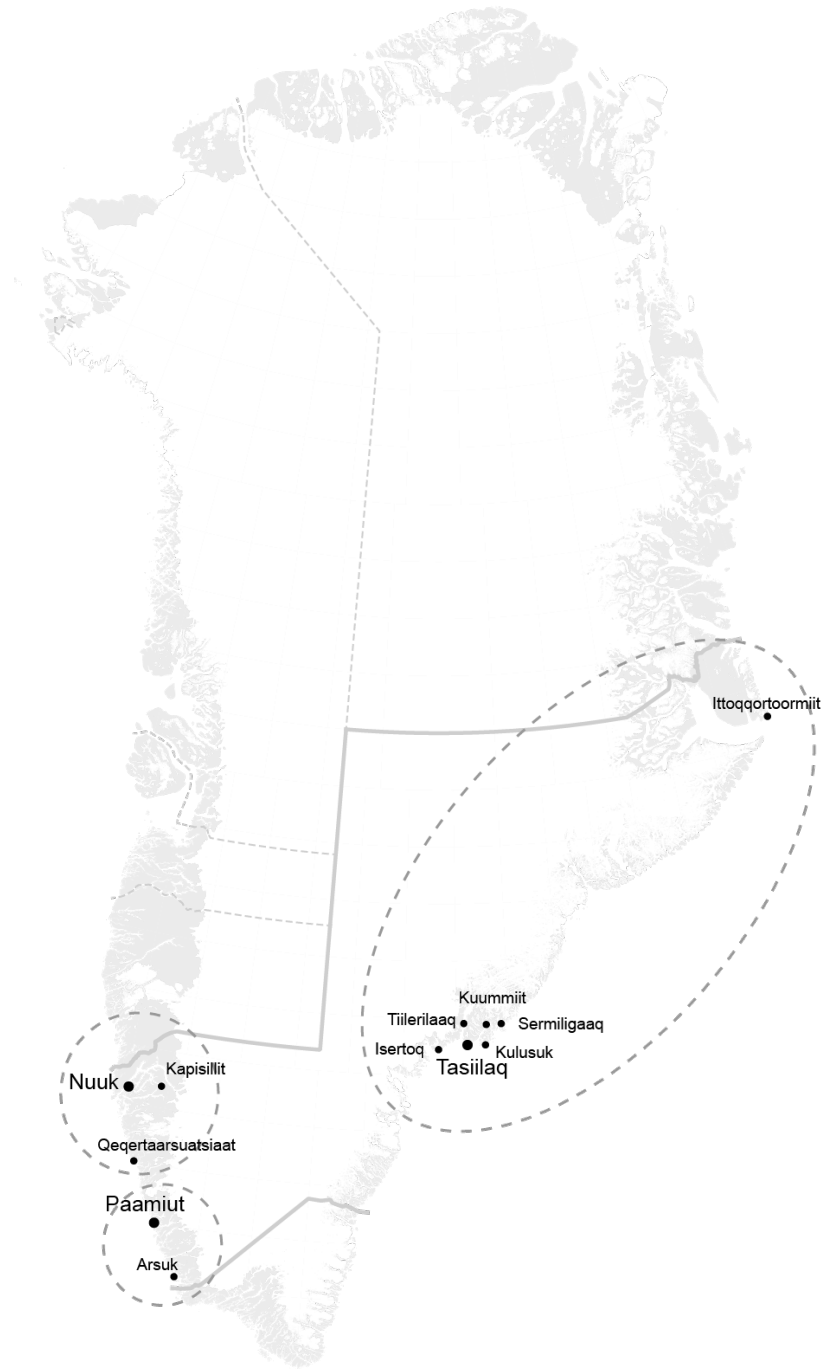 Ittoqqortoormiit
Kuummiit
Tiilerilaaq
Sermiligaaq
Isertoq
Kulusuk
Tasiilaq
Kapisillit
Nuuk
Qeqertaarsuatsiaat
Paamiut
Arsuk